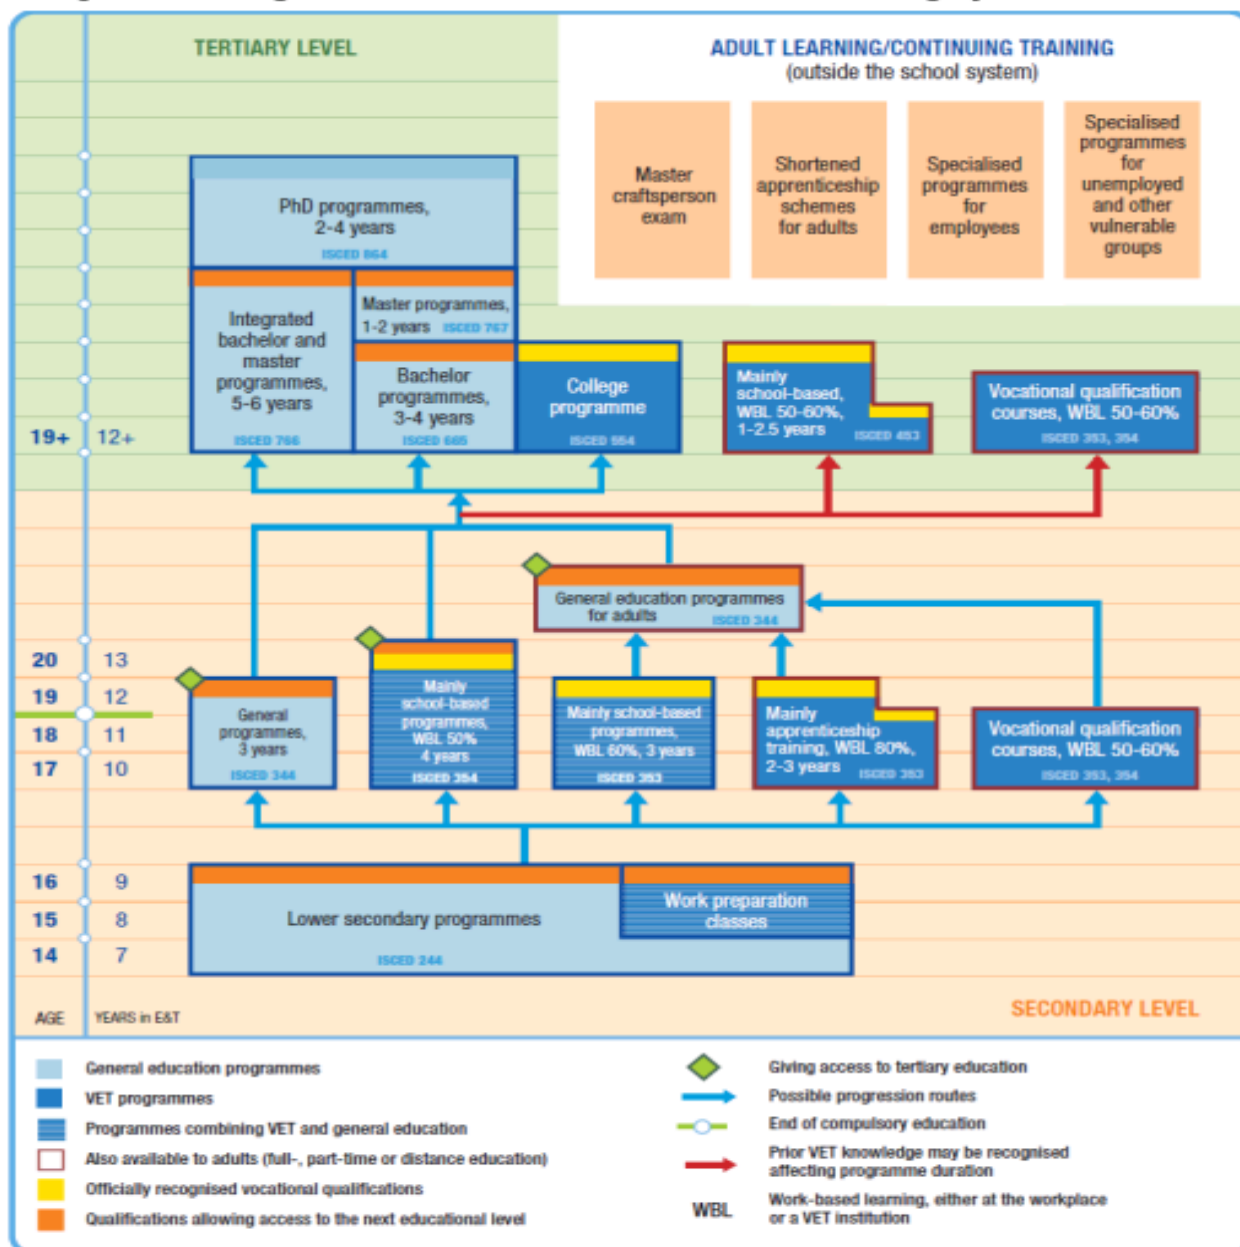 TERTIARY LEVEL
ADULT LEARNING/CONTINUING TRAINING
(outside the school system)
Master
craftsperson
exam
Shortened
apprenticeship
schemes
for adults
Specialised
programmes
for
employees
Specialised
programmes
for
unemployed
and other
vulnerable
groups
PhD programmes,
2-4 years
ISCED 864
Integrated
bachelor and
master
programmes,
5-6 years
ISCED 766
Master programmes,
1-2 years ISCED 767
Bachelor
programmes,
3-4 years
ISCED 665
College
programme
ISCED 554
Mainly
school-based,
WBL 50-60%,
1-2.5 years ISCED 453
Vocational qualification
courses, WBL 50-60%
ISCED 353, 354
19+ 12+
General education programmes
for adults ISCED 344
20 13
19 12
18 11
17 10
General
programmes,
3 years
ISCED 344
Mainly
school-based
programmes,
WBL 50%
4 years
ISCED 354
Mainly school-based
programmes,
WBL 60%, 3 years
ISCED 353
Mainly
apprenticeship
training, WBL 80%,
2-3 years ISCED 353
Vocational qualification
courses, WBL 50-60%
ISCED 353, 354
16 9
15 8
14 7
Lower secondary programmes
ISCED 244
Work preparation
classes
AGE YEARS in E&T
SECONDARY LEVEL
General education programmes
VET programmes
Programmes combining VET and general education
Also available to adults (full-, part-time or distance education)
Officially recognised vocational qualifications
Qualifications allowing access to the next educational level
Giving access to tertiary education
Possible progression routes
End of compulsory education
Prior VET knowledge may be recognised
affecting programme duration
WBL Work-based learning, either at the workplace
or a VET institution